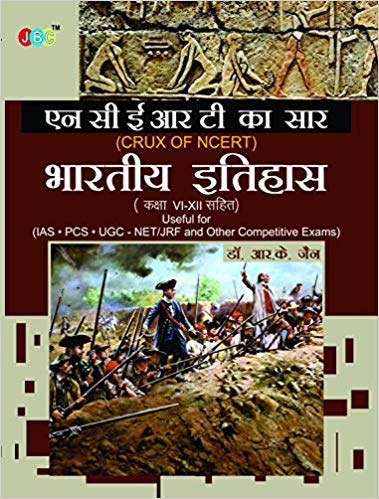 JBC TM
एन सी ई आर टी का सार
(CRUX OF NCERT)
भारतीय इतिहास
( कक्षा VI-XII सहित)
Useful for
(IAS • PCS • UGC - NET/JRF and Other Competitive Exams)
डॉ. आर.के. जैन